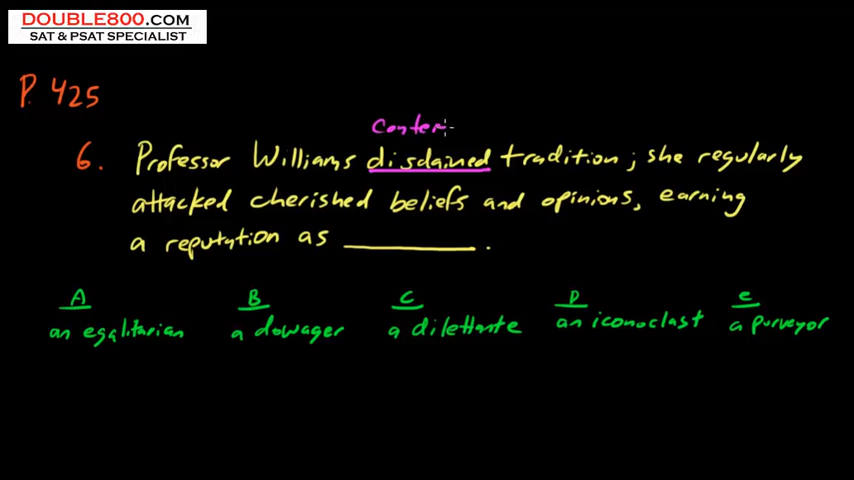 DOUBLE800.COM
SAT & PSAT SPECIALIST
P. 425
Conter
6. Professor Williams disdained tradition; she regularly
attacked cherished beliefs and opinions, earning
a reputation as ________.
A B C D E
an egalitarian a dowager a dilettante an iconoclast a purveyor